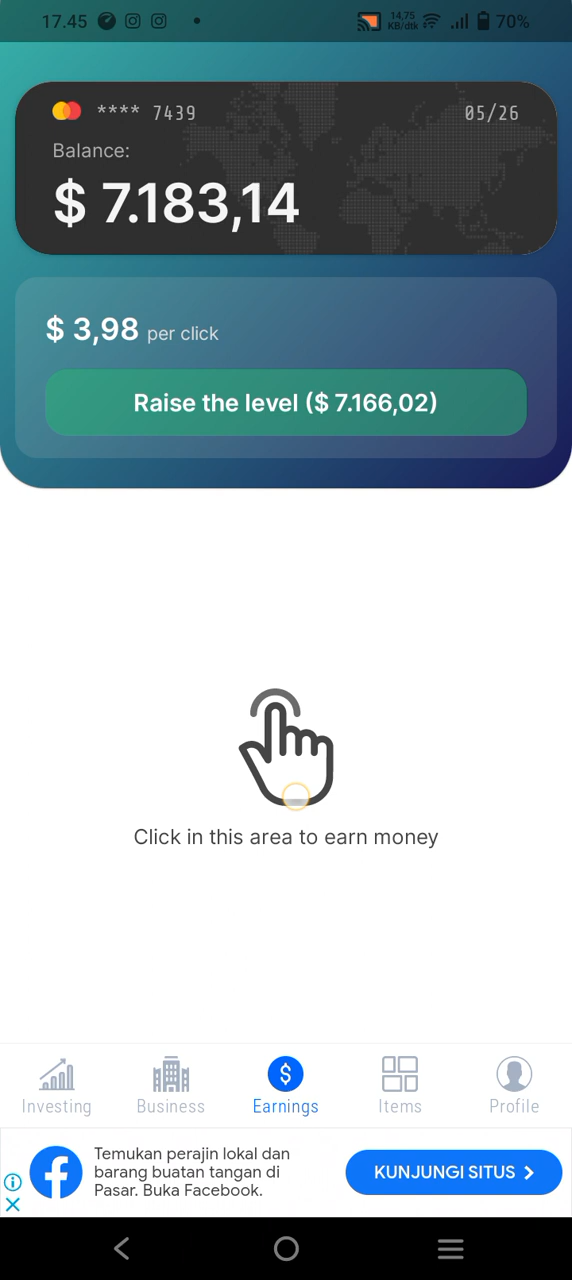 17.45
14,75
KB/dtk
70%
**** 7439
05/26
Balance:
$ 7.183,14
$ 3,98 per click
Raise the level ($ 7.166,02)
Click in this area to earn money
Investing
Business
Earnings
Items
Profile
Temukan perajin lokal dan
barang buatan tangan di
Pasar. Buka Facebook.
KUNJUNGI SITUS